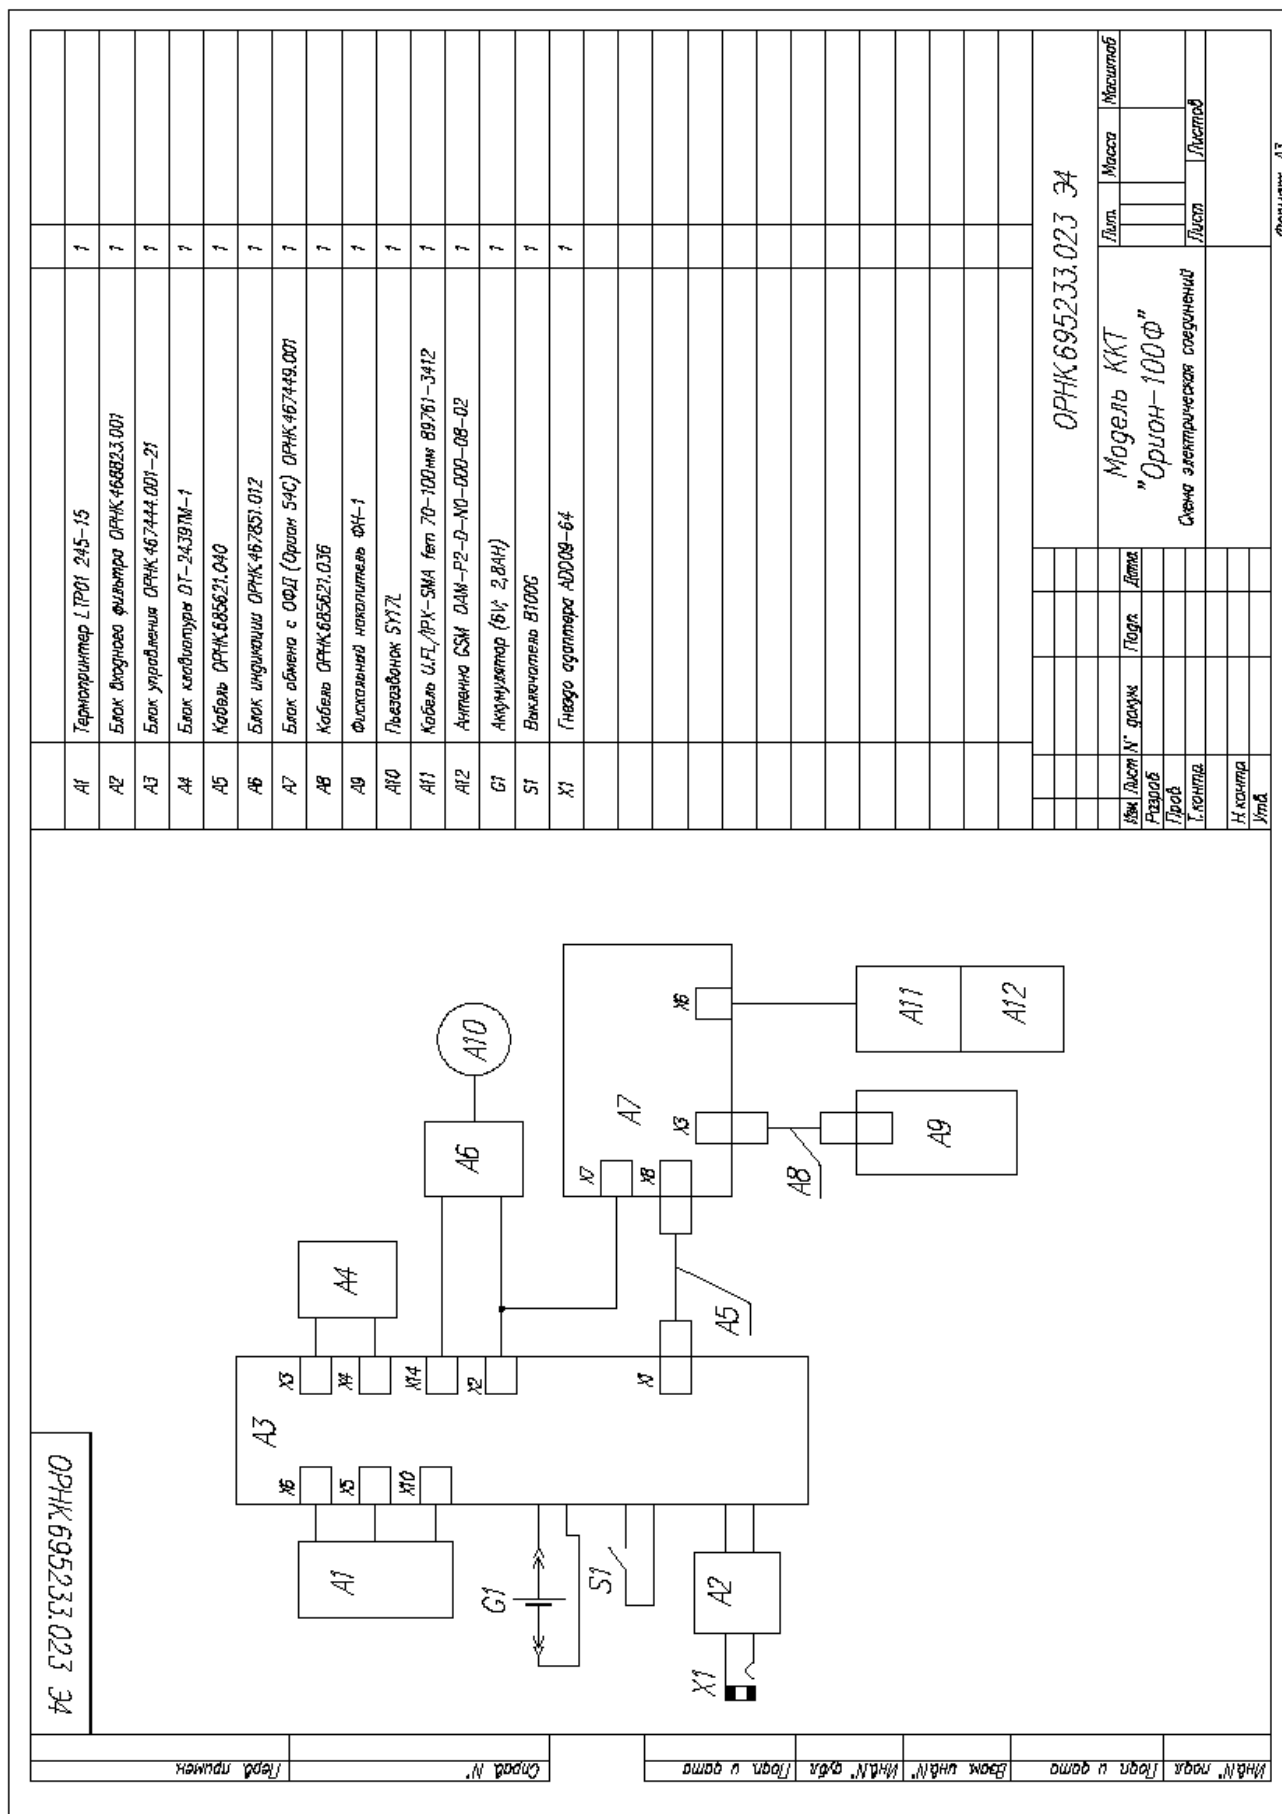 ОРНК.695233.023 Э4
Перв. примен.
Справ. N°
Подп. и дата
Инв.N° дубл.
Взам. инв.N°
Подп. и дата
Инв.N° подл.
A1
X6
X5
X10
A3
X3
X4
X14
X2
X1
A4
A6
A10
G1
S1
X1
A2
A5
A7
X7
X8
X3
X6
A8
A9
A11
A12
A1 Термопринтер LTP01 245-15 1
A2 Блок входного фильтра ОРНК.468823.001 1
A3 Блок управления ОРНК.467444.001-21 1
A4 Блок клавиатуры DT-2439TM-1 1
A5 Кабель ОРНК.685621.040 1
A6 Блок индикации ОРНК.467851.012 1
A7 Блок обмена с ОФД (Орион 54С) ОРНК.467449.001 1
A8 Кабель ОРНК.685621.036 1
A9 Фискальный накопитель ФН-1 1
A10 Пьезозвонок SY17L 1
A11 Кабель U.FL/IPX-SMA fem 70-100мм 89761-3412 1
A12 Антенна GSM DAM-P2-D-N0-000-08-02 1
G1 Аккумулятор (6V; 2,8AH) 1
S1 Выключатель B100G 1
X1 Гнездо адаптера AD009-64 1
ОРНК.695233.023 Э4
Изм. Лист N° докум. Подп. Дата
Разраб.
Пров.
Т. контр.
Н. контр.
Утв.
Модель ККТ
"Орион-100Ф"
Схема электрическая соединений
Лит. Масса Масштаб
Лист Листов
Формат А3